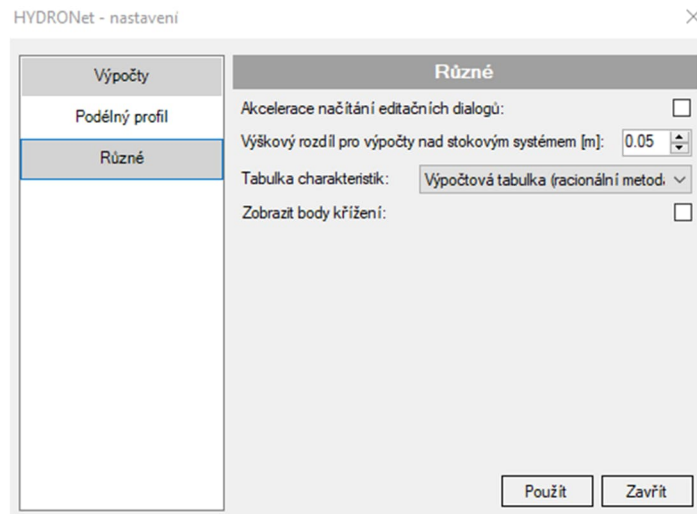 HYDRONet - nastavení
Výpočty
Podélný profil
Různé
Různé
Akcelerace načítání editačních dialogů:
Výškový rozdíl pro výpočty nad stokovým systémem [m]: 0.05
Tabulka charakteristik: Výpočtová tabulka (racionální metod
Zobrazit body křížení:
Použít Zavřít